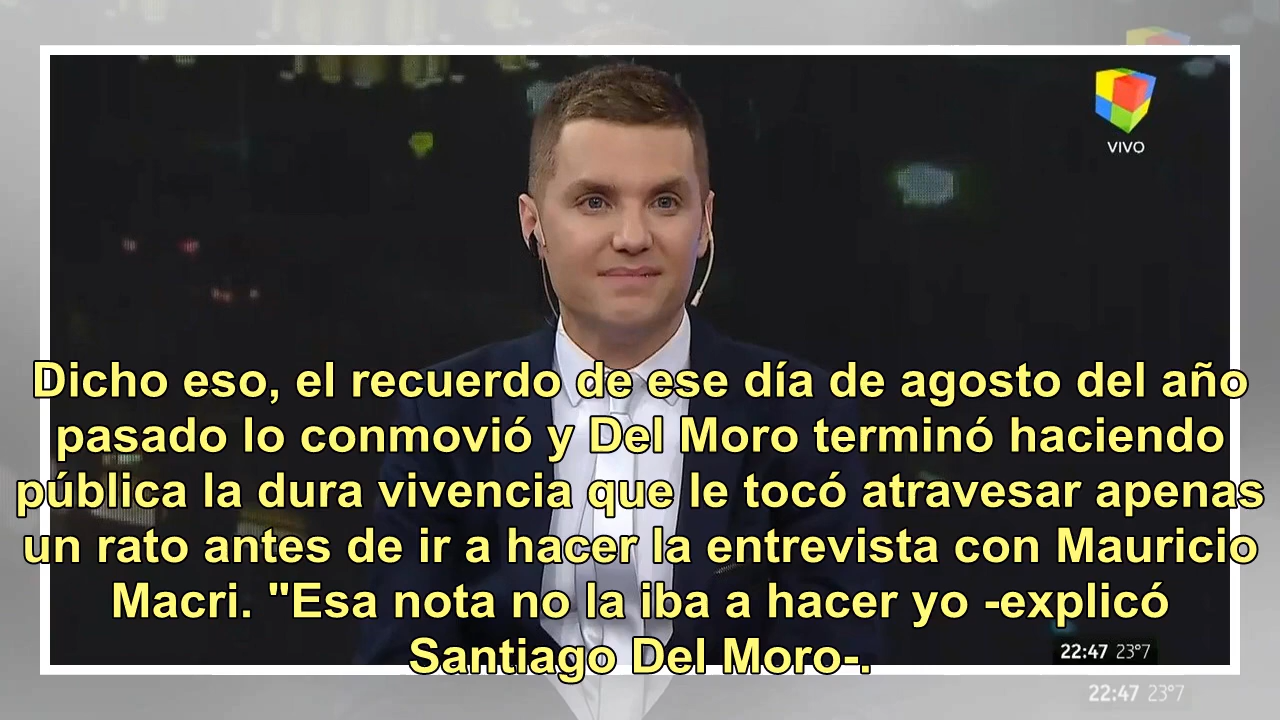 VIVO
Dicho eso, el recuerdo de ese día de agosto del año
pasado lo conmovió y Del Moro terminó haciendo
pública la dura vivencia que le tocó atravesar apenas
un rato antes de ir a hacer la entrevista con Mauricio
Macri. "Esa nota no la iba a hacer yo -explicó
Santiago Del Moro-.
22:47 23°7
22:47 23°7